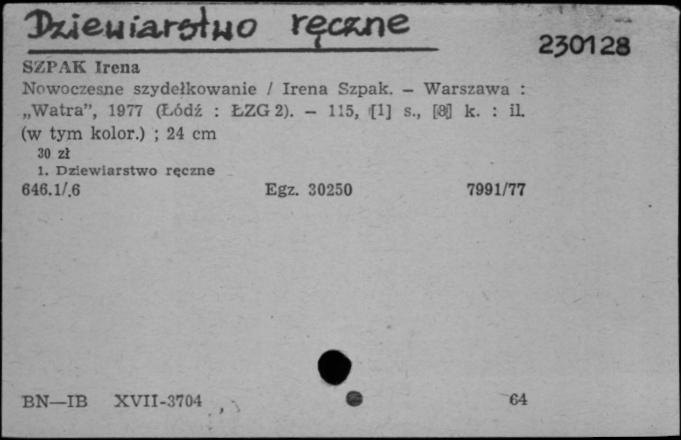 Dziewiarstwo ręczne
230128
SZPAK Irena
Nowoczesne szydełkowanie / Irena Szpak. — Warszawa :
„Watra”, 1977 (Łódź : ŁZG 2). — 115, [1] s., [8] k. : il.
(w tym kolor.) ; 24 cm
30 zł
1. Dziewiarstwo ręczne
646.1/.6 Egz. 30250 7991/77
BN—IB XVII-3704 64